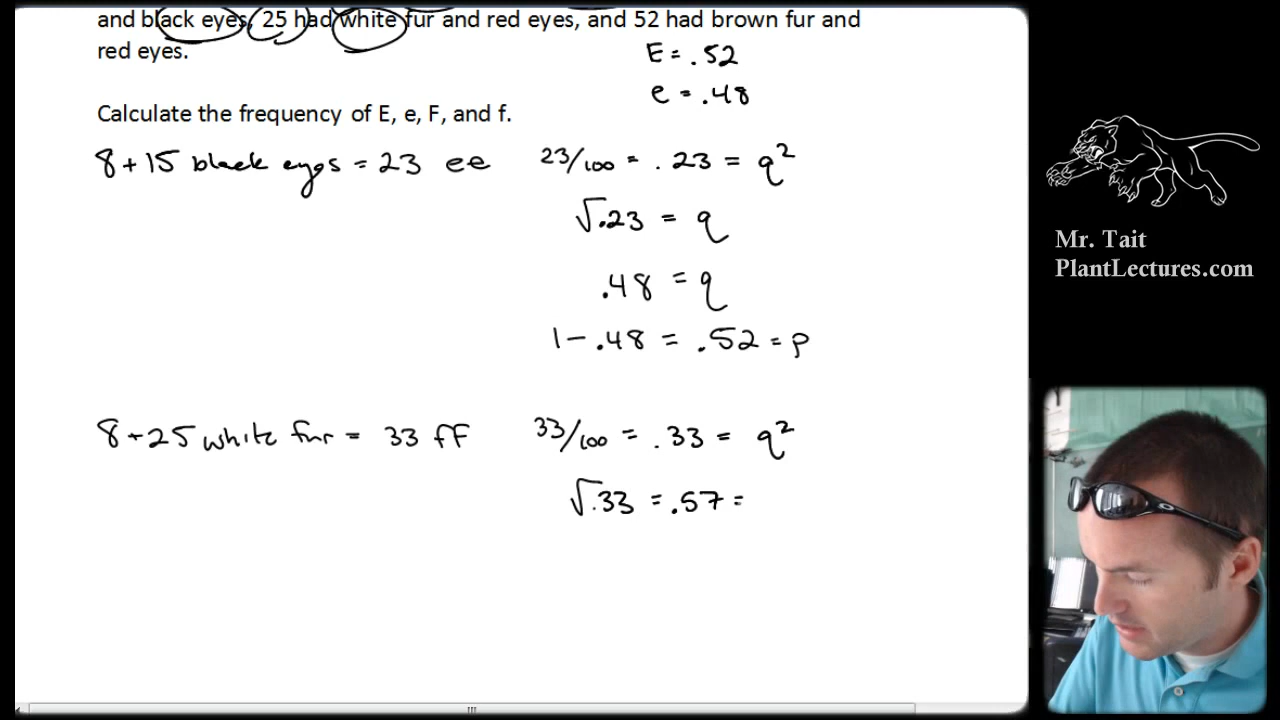 and black eyes, 25 had white fur and red eyes, and 52 had brown fur and
red eyes.
E = .52
e = .48
Calculate the frequency of E, e, F, and f.
8+15 black eyes = 23 ee
23/100 = .23 = q²
√.23 = q
.48 = q
1 - .48 = .52 = p
8+25 white fur = 33 ff
33/100 = .33 = q²
√.33 = .57 =
Mr. Tait
PlantLectures.com